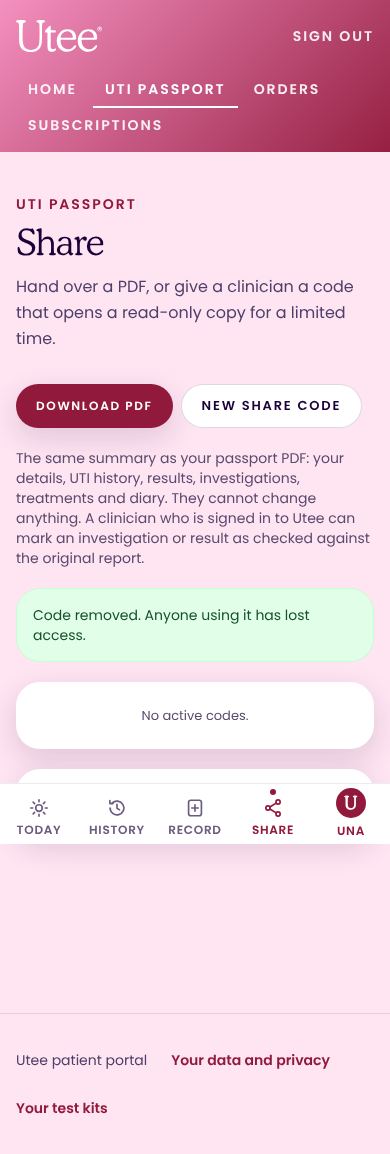 Utee®
SIGN OUT
HOME UTI PASSPORT ORDERS
SUBSCRIPTIONS
UTI PASSPORT
Share
Hand over a PDF, or give a clinician a code
that opens a read-only copy for a limited
time.
DOWNLOAD PDF NEW SHARE CODE
The same summary as your passport PDF: your
details, UTI history, results, investigations,
treatments and diary. They cannot change
anything. A clinician who is signed in to Utee can
mark an investigation or result as checked against
the original report.
Code removed. Anyone using it has lost
access.
No active codes.
U
TODAY HISTORY RECORD SHARE UNA
Utee patient portal Your data and privacy
Your test kits